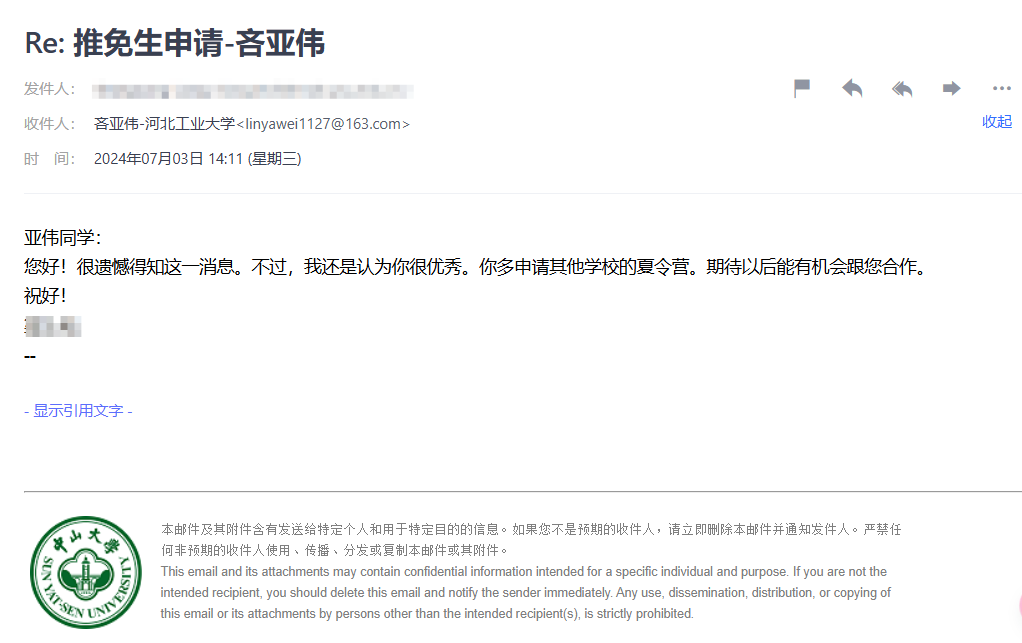 Re: 推免生申请-吝亚伟
发件人：
收件人： 吝亚伟-河北工业大学<linyawei1127@163.com>
收起
时 间： 2024年07月03日 14:11 (星期三)
亚伟同学：
您好！很遗憾得知这一消息。不过，我还是认为你很优秀。你多申请其他学校的夏令营。期待以后能有机会跟您合作。
祝好！
--
- 显示引用文字 -
中山大学
SUN YAT-SEN UNIVERSITY
本邮件及其附件含有发送给特定个人和用于特定目的的信息。如果您不是预期的收件人，请立即删除本邮件并通知发件人。严禁任
何非预期的收件人使用、传播、分发或复制本邮件或其附件。
This email and its attachments may contain confidential information intended for a specific individual and purpose. If you are not the
intended recipient, you should delete this email and notify the sender immediately. Any use, dissemination, distribution, or copying of
this email or its attachments by persons other than the intended recipient(s), is strictly prohibited.